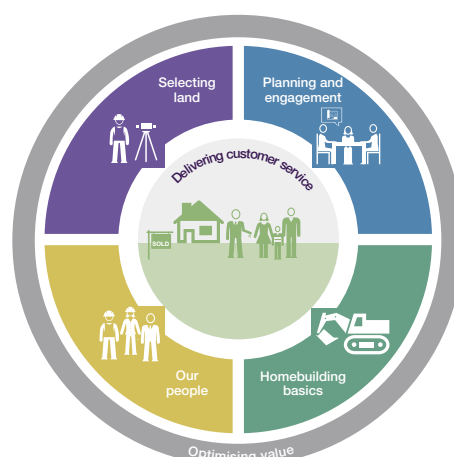 Selecting
land
Planning and
engagement
Delivering customer service
SOLD
Our
people
Homebuilding
basics
Optimising value